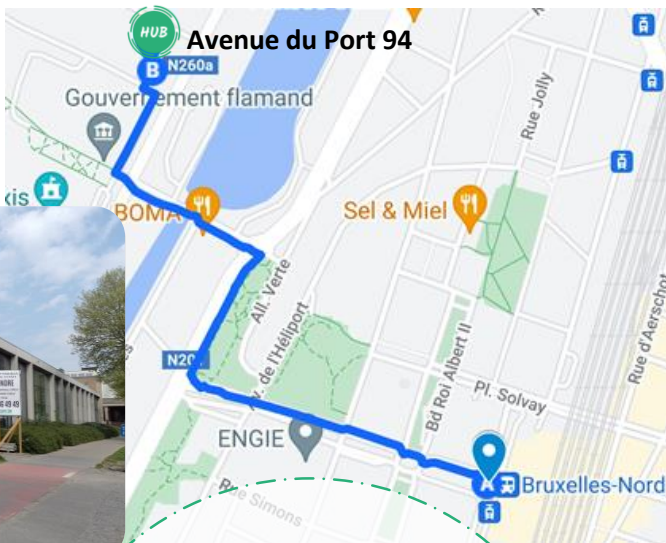 HUB
Avenue du Port 94
B
N260a
Gouvernement flamand
xis
BOMA
Sel & Miel
Rue Jolly
All. Verte
Av. de l'Héliport
N20
Bd Roi Albert II
Pl. Solvay
Rue d'Aerschot
ENGIE
Rue Simons
A
Bruxelles-Nord